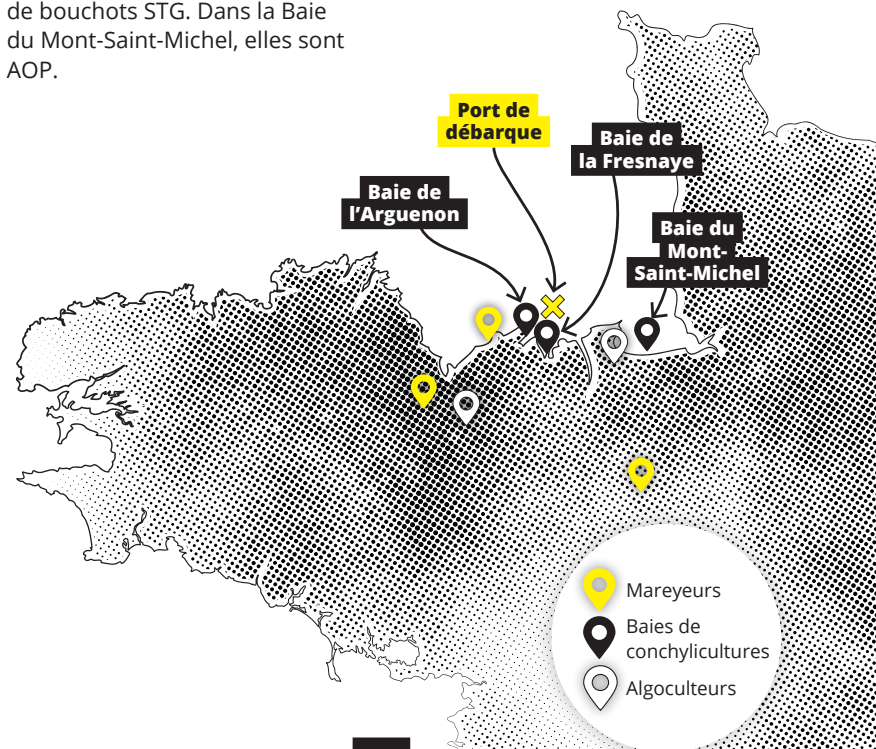 de bouchots STG. Dans la Baie
du Mont-Saint-Michel, elles sont
AOP.
Port de
débarque
Baie de
la Fresnaye
Baie de
l’Arguenon
Baie du
Mont-
Saint-Michel
Mareyeurs
Baies de
conchylicultures
Algoculteurs